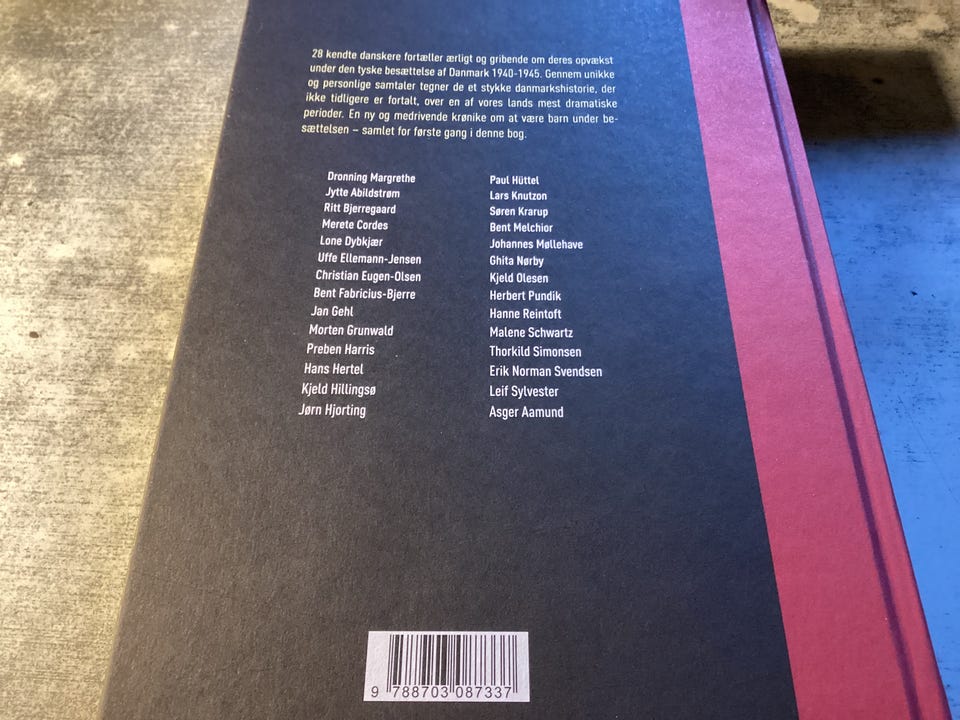 28 kendte danskere fortæller ærligt og gribende om deres opvækst
under den tyske besættelse af Danmark 1940-1945. Gennem unikke
og personlige samtaler tegner de et stykke danmarkshistorie, der
ikke tidligere er fortalt, over en af vores lands mest dramatiske
perioder. En ny og medrivende krønike om at være barn under be-
sættelsen – samlet for første gang i denne bog.
Dronning Margrethe
Jytte Abildstrøm
Ritt Bjerregaard
Merete Cordes
Lone Dybkjær
Uffe Ellemann-Jensen
Christian Eugen-Olsen
Bent Fabricius-Bjerre
Jan Gehl
Morten Grunwald
Preben Harris
Hans Hertel
Kjeld Hillingsø
Jørn Hjorting
Paul Hüttel
Lars Knutzon
Søren Krarup
Bent Melchior
Johannes Møllehave
Ghita Nørby
Kjeld Olesen
Herbert Pundik
Hanne Reintoft
Malene Schwartz
Thorkild Simonsen
Erik Norman Svendsen
Leif Sylvester
Asger Aamund
9 788703 087337